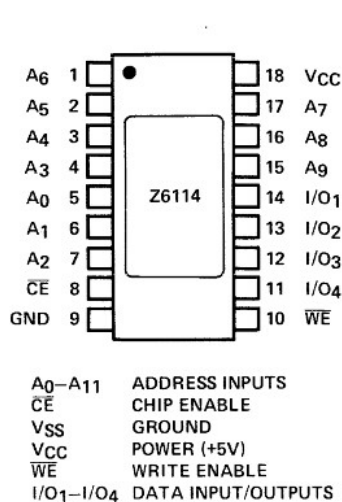 A6 1 18 VCC
A5 2 17 A7
A4 3 16 A8
A3 4 15 A9
A0 5 Z6114 14 I/O1
A1 6 13 I/O2
A2 7 12 I/O3
CE 8 11 I/O4
GND 9 10 WE
A0–A11 ADDRESS INPUTS
CE CHIP ENABLE
VSS GROUND
VCC POWER (+5V)
WE WRITE ENABLE
I/O1–I/O4 DATA INPUT/OUTPUTS